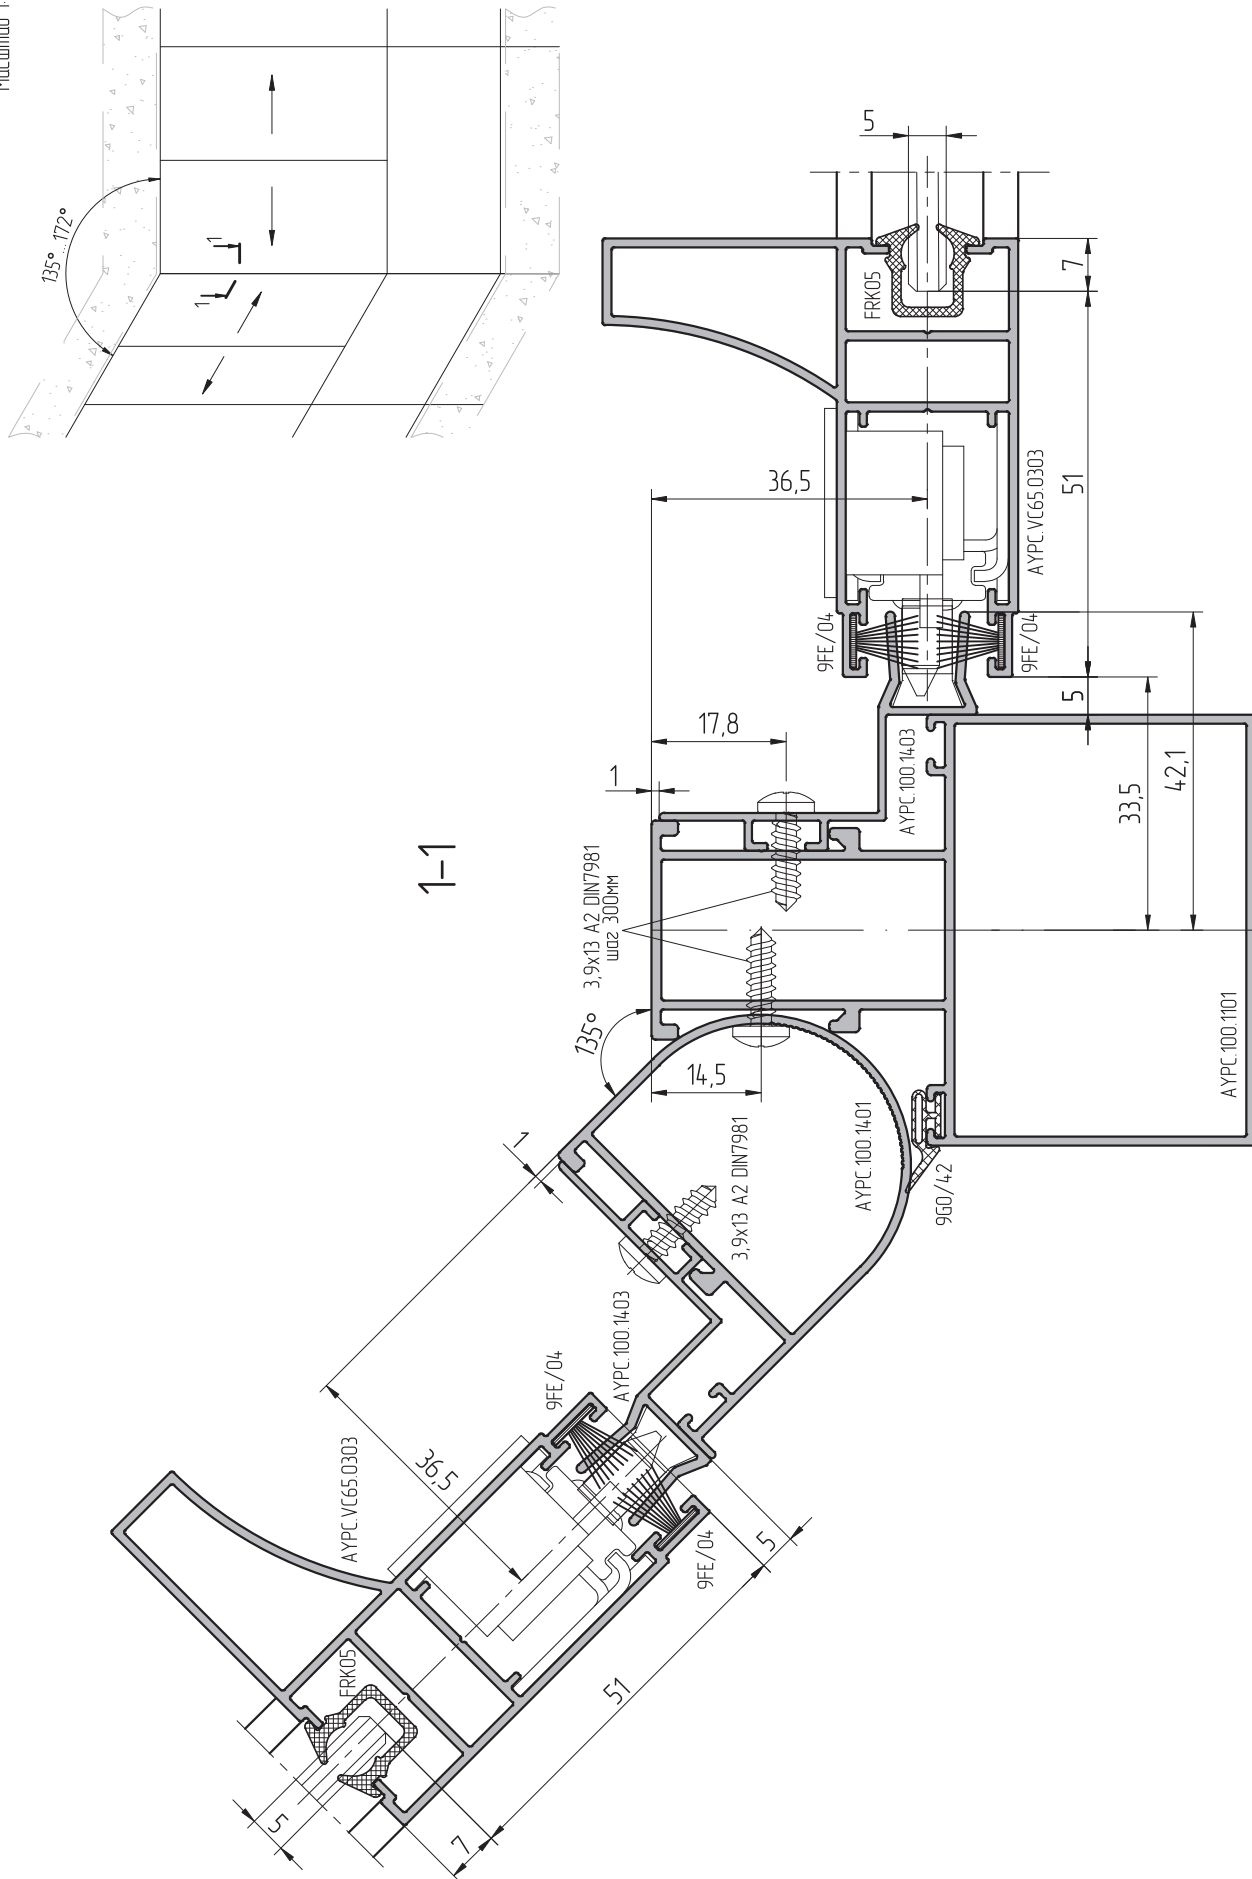 135°...172°
1
1
1-1
5
FRK05
7
36,5
51
AYPC.VC65.0303
9FE/04
9FE/04
17,8
1
AYPC.100.1403
5
33,5
42,1
3,9x13 A2 DIN7981
шаг 300мм
135°
14,5
AYPC.100.1101
1
3,9x13 A2 DIN7981
AYPC.100.1401
9GO/42
AYPC.100.1403
9FE/04
36,5
AYPC.VC65.0303
9FE/04
5
51
FRK05
5
7